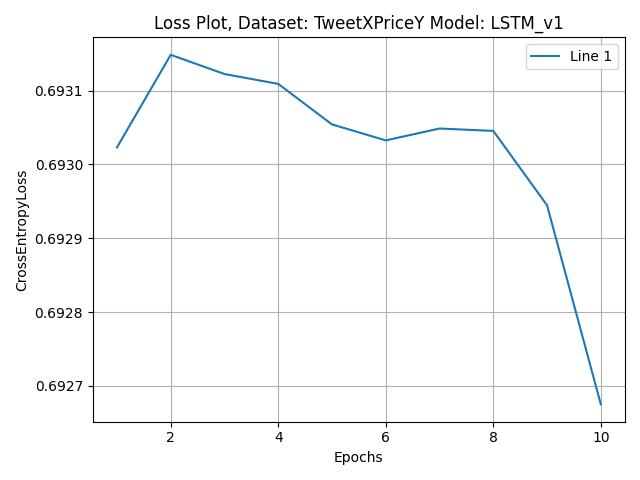 Loss Plot, Dataset: TweetXPriceY Model: LSTM_v1
Line 1
0.6931
0.6930
0.6929
0.6928
0.6927
CrossEntropyLoss
2 4 6 8 10
Epochs